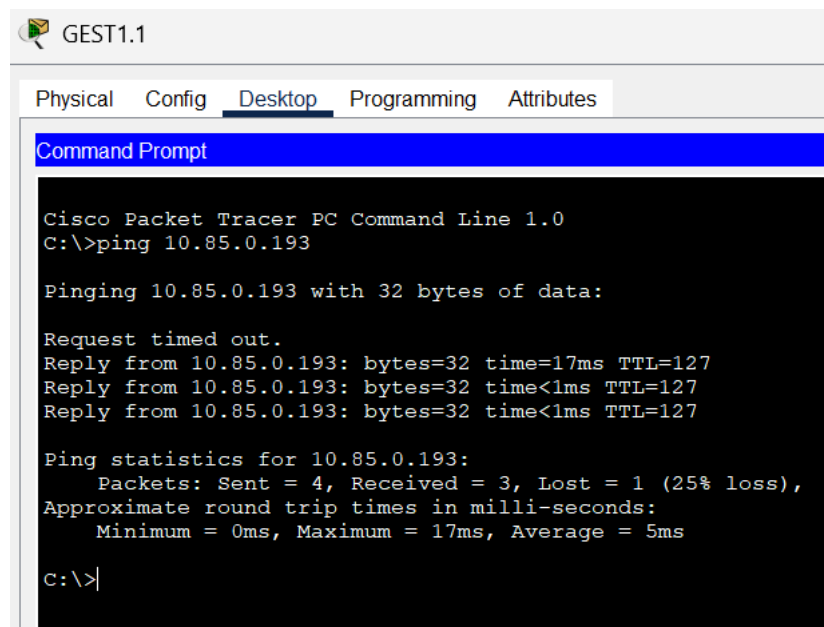 GEST1.1
Physical Config Desktop Programming Attributes
Command Prompt
Cisco Packet Tracer PC Command Line 1.0
C:\>ping 10.85.0.193
Pinging 10.85.0.193 with 32 bytes of data:
Request timed out.
Reply from 10.85.0.193: bytes=32 time=17ms TTL=127
Reply from 10.85.0.193: bytes=32 time<1ms TTL=127
Reply from 10.85.0.193: bytes=32 time<1ms TTL=127
Ping statistics for 10.85.0.193:
Packets: Sent = 4, Received = 3, Lost = 1 (25% loss),
Approximate round trip times in milli-seconds:
Minimum = 0ms, Maximum = 17ms, Average = 5ms
C:\>